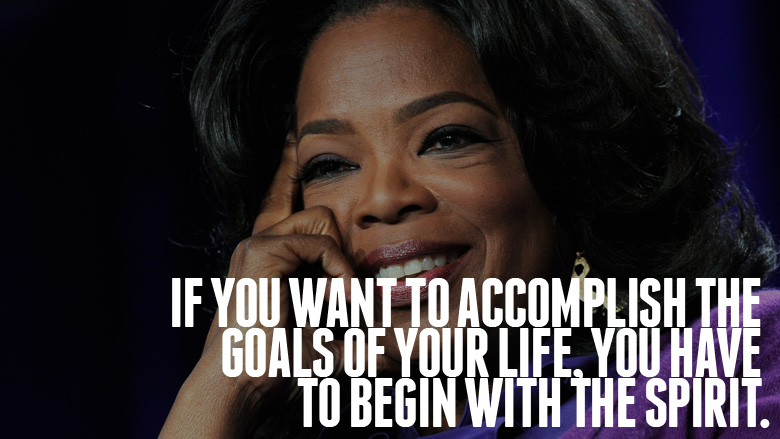 IF YOU WANT TO ACCOMPLISH THE
GOALS OF YOUR LIFE, YOU HAVE
TO BEGIN WITH THE SPIRIT.